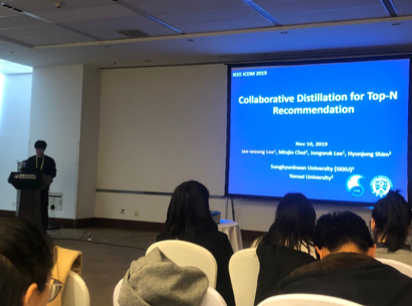 IEEE ICDM 2019
Collaborative Distillation for Top-N
Recommendation
Nov 10, 2019
Jae-woong Lee¹, Minjin Choi¹, Jongwuk Lee¹, Hyunjung Shim²
Sungkyunkwan University (SKKU)¹
Yonsei University²